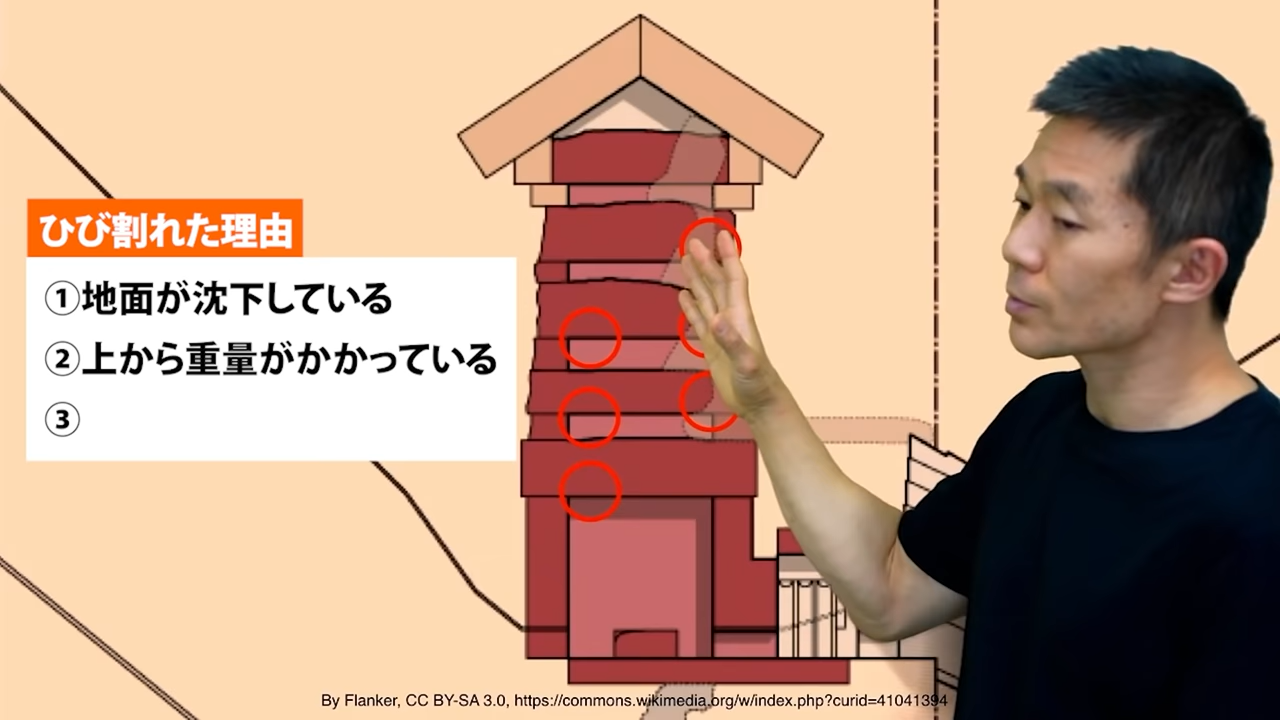 ひび割れた理由
①地面が沈下している
②上から重量がかかっている
③
By Flanker, CC BY-SA 3.0, https://commons.wikimedia.org/w/index.php?curid=41041394